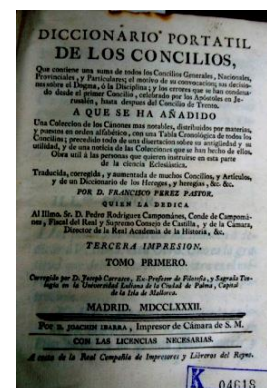 DICCIONARIO PORTATIL
DE LOS CONCILIOS,
Que contiene una suma de todos los Concilios Generales, Nacionales,
Provinciales, y Particulares; el motivo de su convocacion; sus decisio-
nes sobre el Dogma, ò la Disciplina; y los errores que se han condena-
do desde el primer Concilio, celebrado por los Apóstoles en Je-
rusalén, hasta despues del Concilio de Trento.
A QUE SE HA AÑADIDO
Una Coleccion de los Cánones mas notables, distribuidos por materias,
y puestos en orden alfabético, con una Tabla Cronológica de todos los
Concilios; precedido todo de una disertacion sobre su antigüedad y su
utilidad, y de una noticia de las Colecciones que se han hecho de ellos.
Obra util à las personas que quieren instruirse en esta parte
de la ciencia Eclesiástica.
Traducida, corregida, y aumentada de muchos Concilios, y Artículos,
y de un Diccionario de los Hereges, y heregias, &c. &c.
POR D. FRANCISCO PEREZ PASTOR.
QUIEN LA DEDICA
Al Illmo. Sr. D. Pedro Rodriguez Campománes, Conde de Campomá-
nes, Fiscal del Real y Supremo Consejo de Castilla, y de la Cámara,
Director de la Real Academia de la Historia, &c.
TERCERA IMPRESION.
TOMO PRIMERO.
Corregido por D. Joseph Carrasco, Ex-Profesor de Filosofia, y Sagrada Teo-
logia en la Universidad Luliana de la Ciudad de Palma, Capital
de la Isla de Mallorca.
MADRID. MDCCLXXXII.
Por D. JOACHIN IBARRA, Impresor de Cámara de S. M.
CON LAS LICENCIAS NECESARIAS.
A costa de la Real Compañia de Impresores y Libreros del Reyno.
K 04618